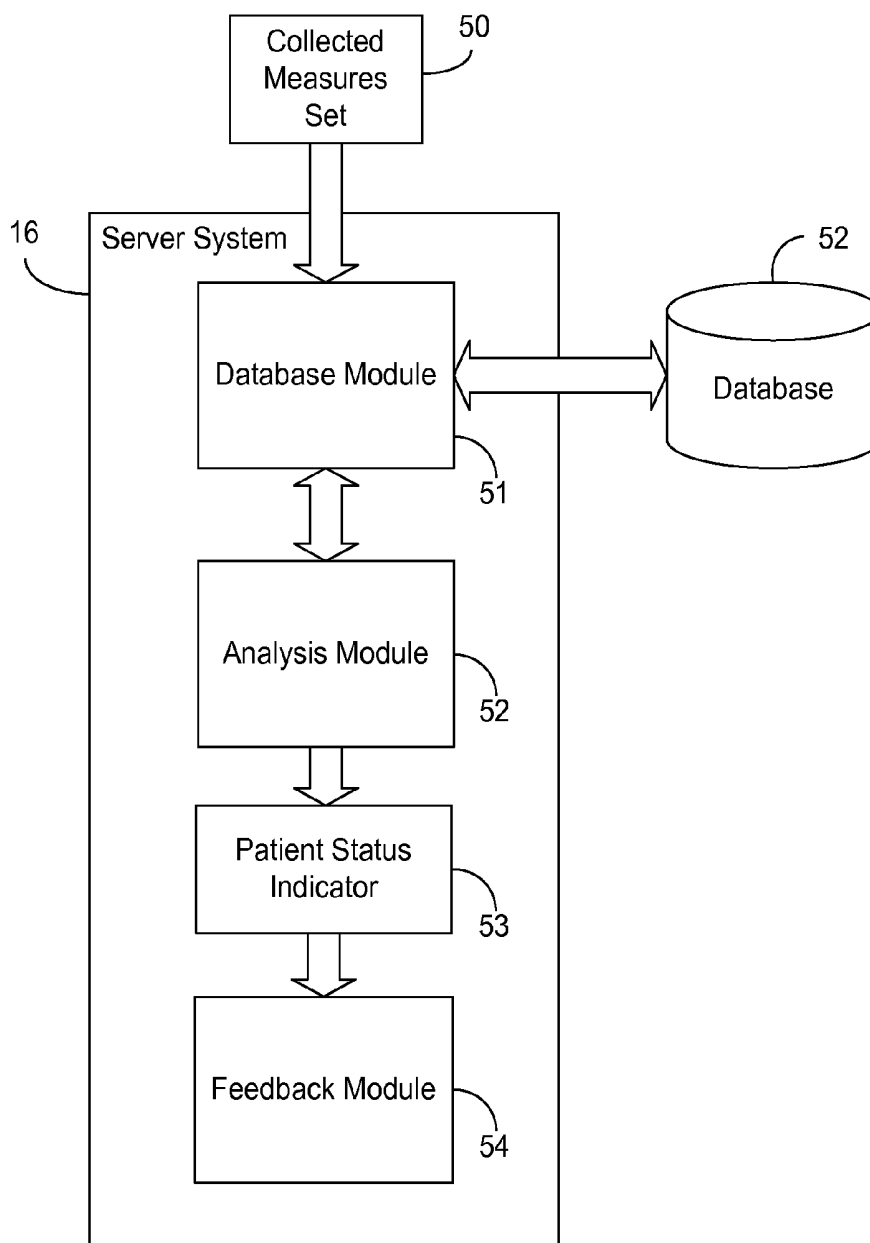 50
Collected
Measures
Set
16
Server System
52
Database Module
Database
51
Analysis Module
52
Patient Status
Indicator
53
Feedback Module
54